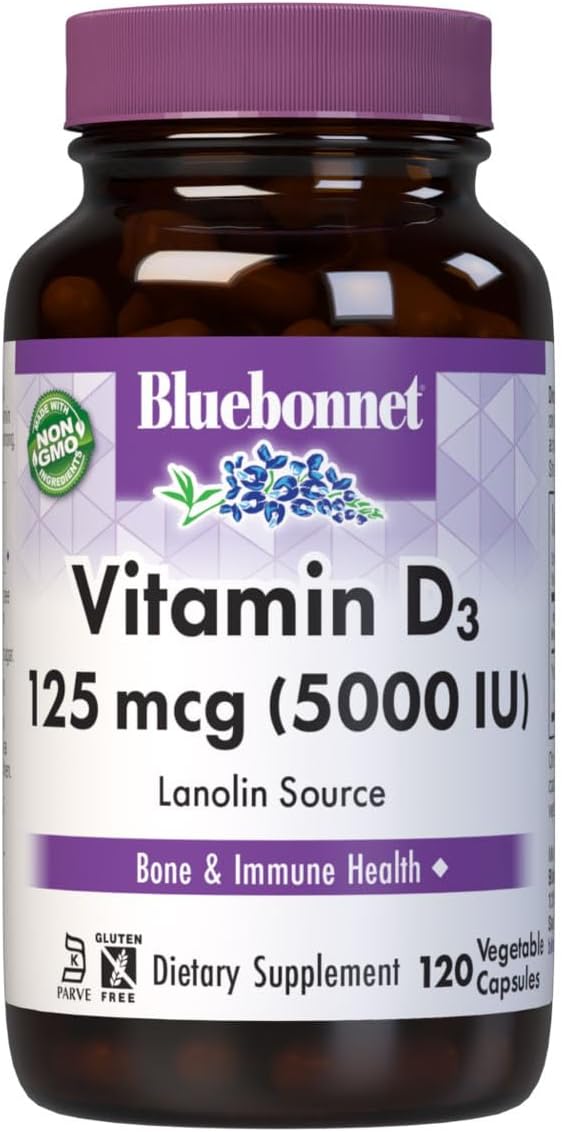 Bluebonnet
MADE WITH
NON
GMO
INGREDIENTS
Vitamin D3
125 mcg (5000 IU)
Lanolin Source
Bone & Immune Health ◆
K
PARVE
GLUTEN
FREE
Dietary Supplement
120 Vegetable
Capsules